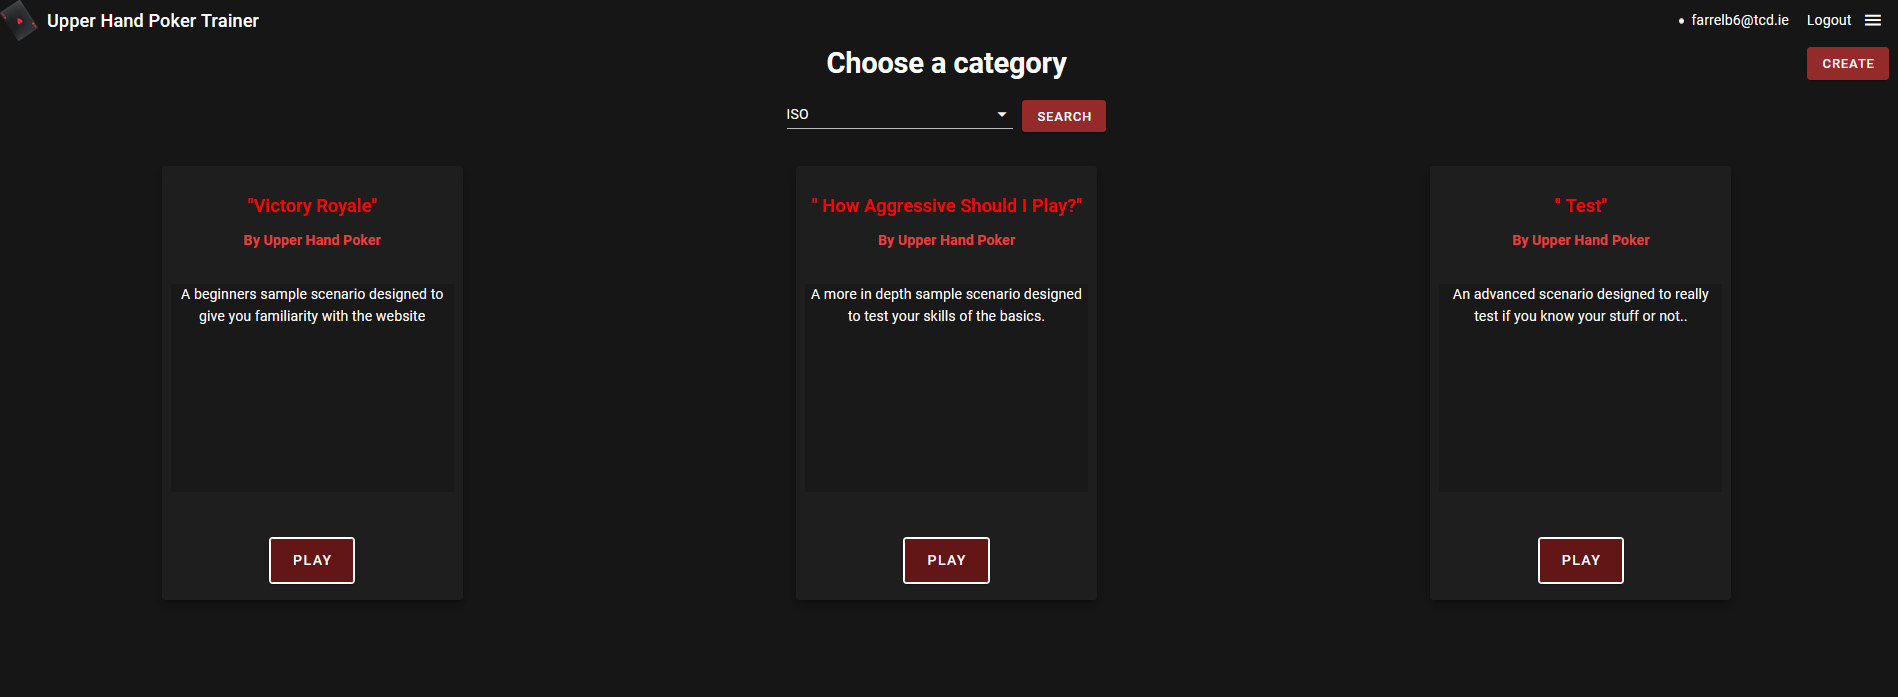 Upper Hand Poker Trainer
farrelb6@tcd.ie Logout
Choose a category
CREATE
ISO
SEARCH
"Victory Royale"
By Upper Hand Poker
A beginners sample scenario designed to
give you familiarity with the website
PLAY
" How Aggressive Should I Play?"
By Upper Hand Poker
A more in depth sample scenario designed
to test your skills of the basics.
PLAY
" Test"
By Upper Hand Poker
An advanced scenario designed to really
test if you know your stuff or not..
PLAY